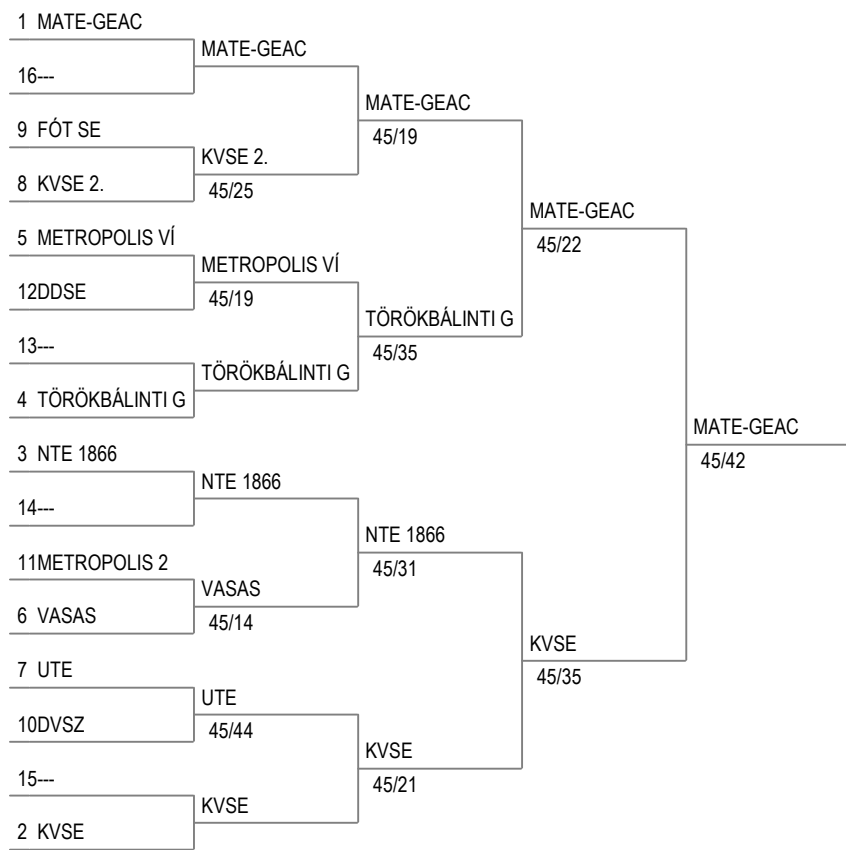 1 MATE-GEAC
MATE-GEAC
16---
MATE-GEAC
45/19
9 FÓT SE
KVSE 2.
45/25
8 KVSE 2.
MATE-GEAC
45/22
5 METROPOLIS VÍ
METROPOLIS VÍ
45/19
12DDSE
TÖRÖKBÁLINTI G
45/35
13---
TÖRÖKBÁLINTI G
4 TÖRÖKBÁLINTI G
MATE-GEAC
45/42
3 NTE 1866
NTE 1866
14---
NTE 1866
45/31
11METROPOLIS 2
VASAS
45/14
6 VASAS
KVSE
45/35
7 UTE
UTE
45/44
10DVSZ
KVSE
45/21
15---
KVSE
2 KVSE